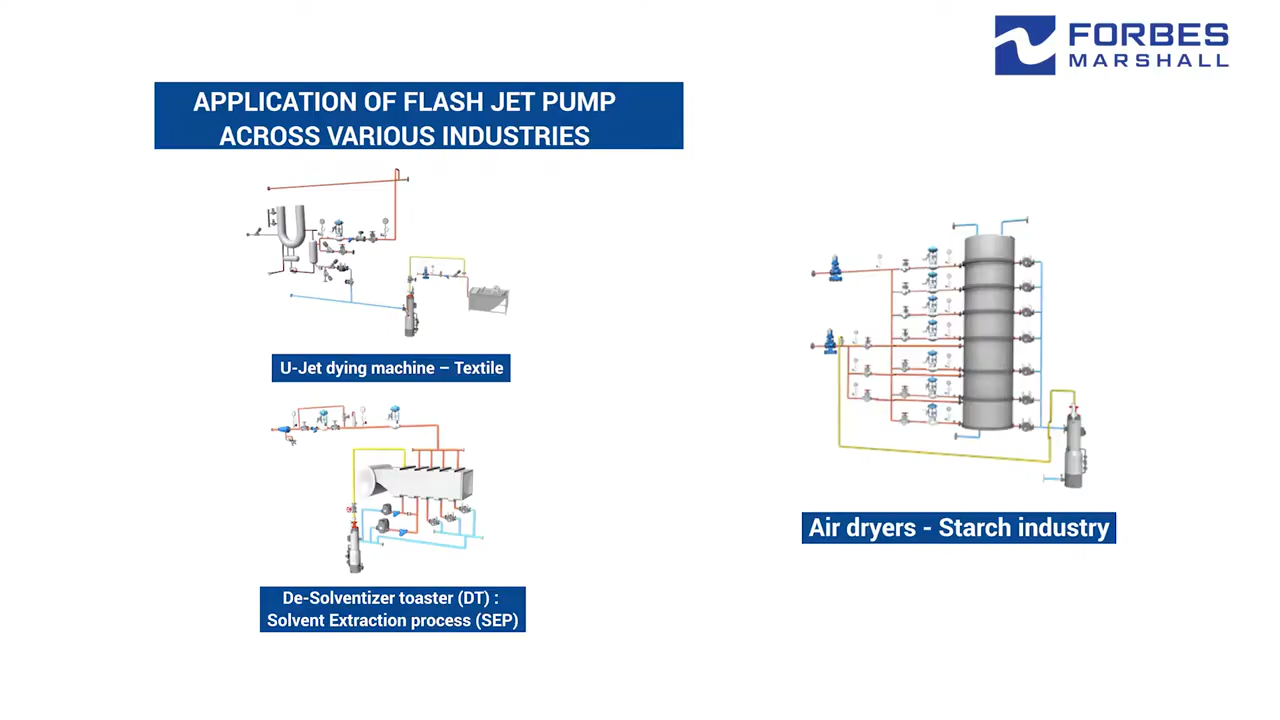 FORBES
MARSHALL
APPLICATION OF FLASH JET PUMP
ACROSS VARIOUS INDUSTRIES
U-Jet dying machine – Textile
De-Solventizer toaster (DT) :
Solvent Extraction process (SEP)
Air dryers - Starch industry